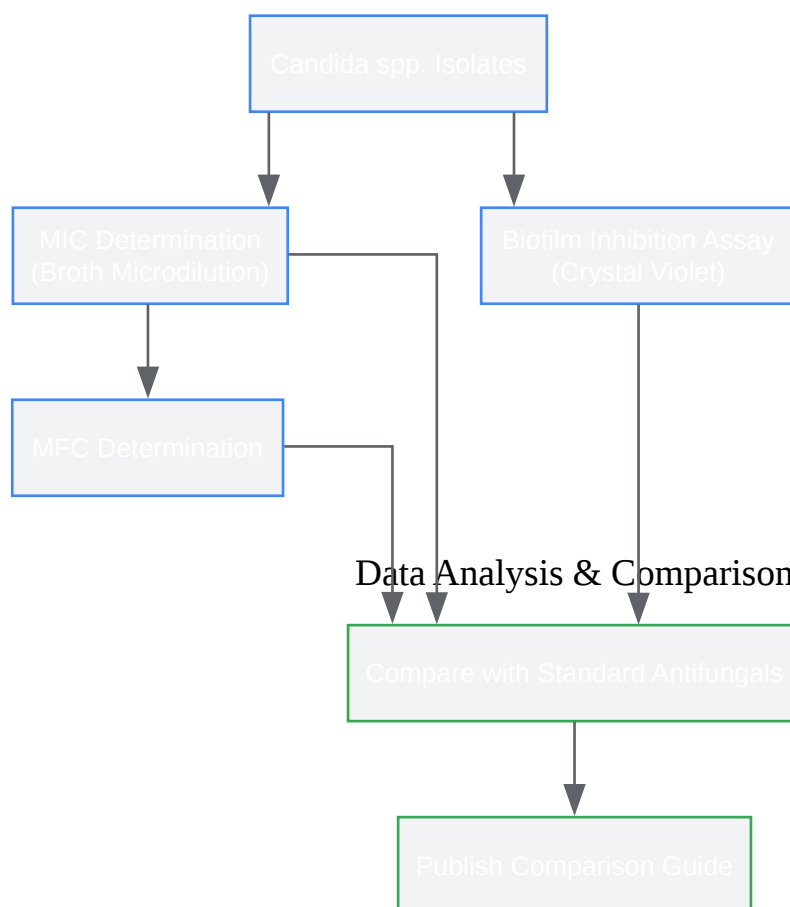 Candida spp. Isolates
MIC Determination
(Broth Microdilution)
Biofilm Inhibition Assay
(Crystal Violet)
MFC Determination
Data Analysis & Comparison
Compare with Standard Antifungals
Publish Comparison Guide